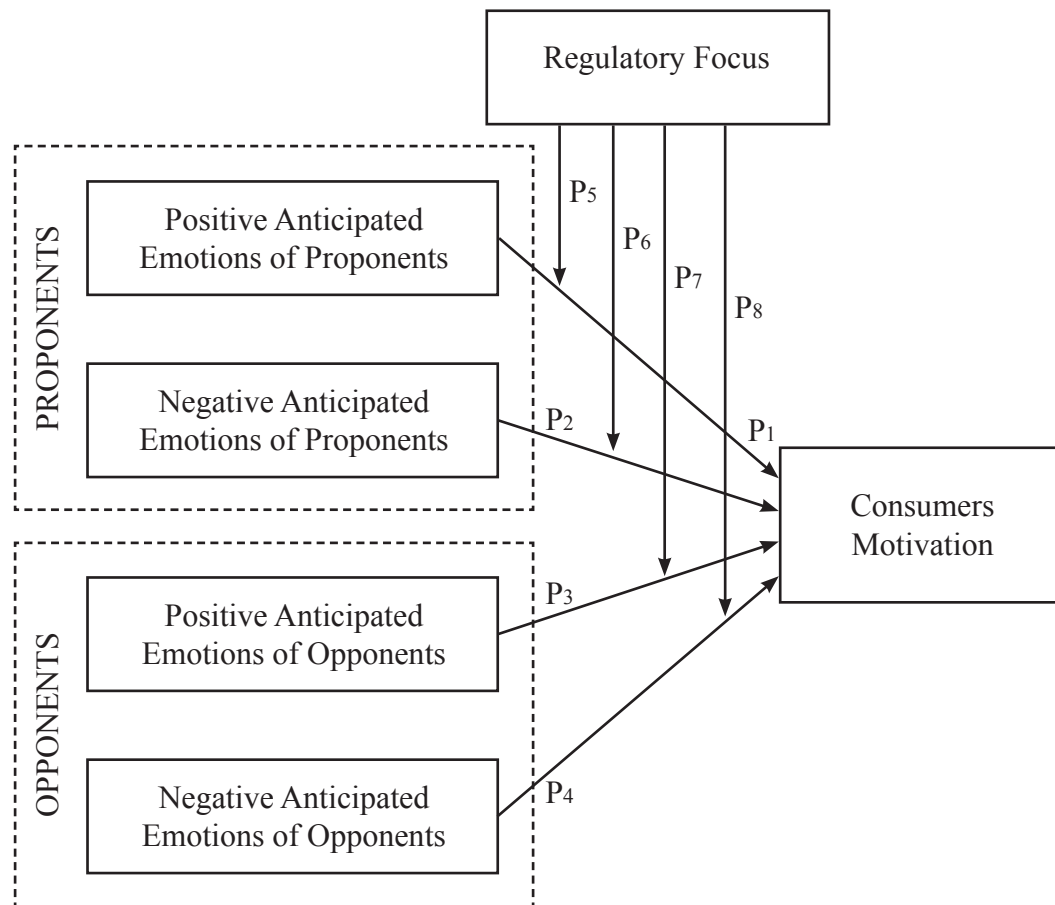 Regulatory Focus
PROPONENTS
Positive Anticipated
Emotions of Proponents
Negative Anticipated
Emotions of Proponents
P5
P6
P7
P8
P2
P1
Consumers
Motivation
OPPONENTS
Positive Anticipated
Emotions of Opponents
P3
Negative Anticipated
Emotions of Opponents
P4